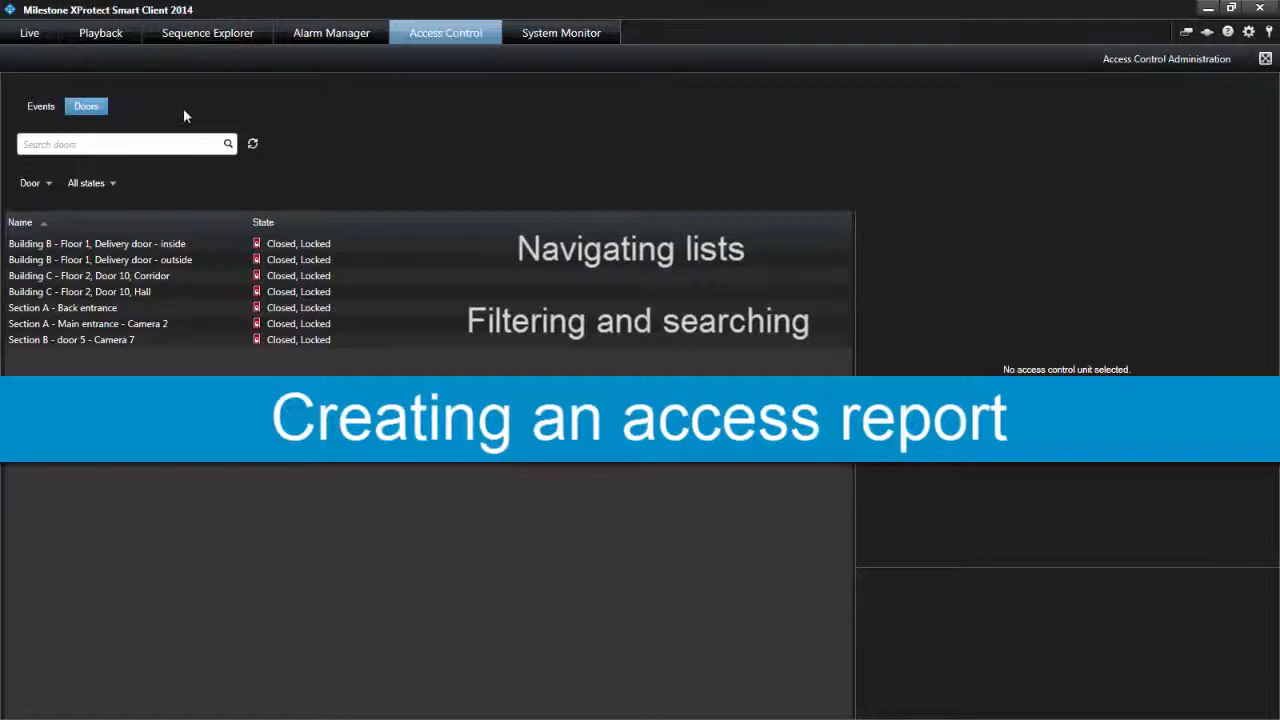 Milestone XProtect Smart Client 2014
Live Playback Sequence Explorer Alarm Manager Access Control System Monitor
Access Control Administration
Events Doors
Search doors
Door All states
Name State
Building B - Floor 1, Delivery door - inside Closed, Locked
Building B - Floor 1, Delivery door - outside Closed, Locked
Building C - Floor 2, Door 10, Corridor Closed, Locked
Building C - Floor 2, Door 10, Hall Closed, Locked
Section A - Back entrance Closed, Locked
Section A - Main entrance - Camera 2 Closed, Locked
Section B - door 5 - Camera 7 Closed, Locked
Navigating lists
Filtering and searching
No access control unit selected.
Creating an access report